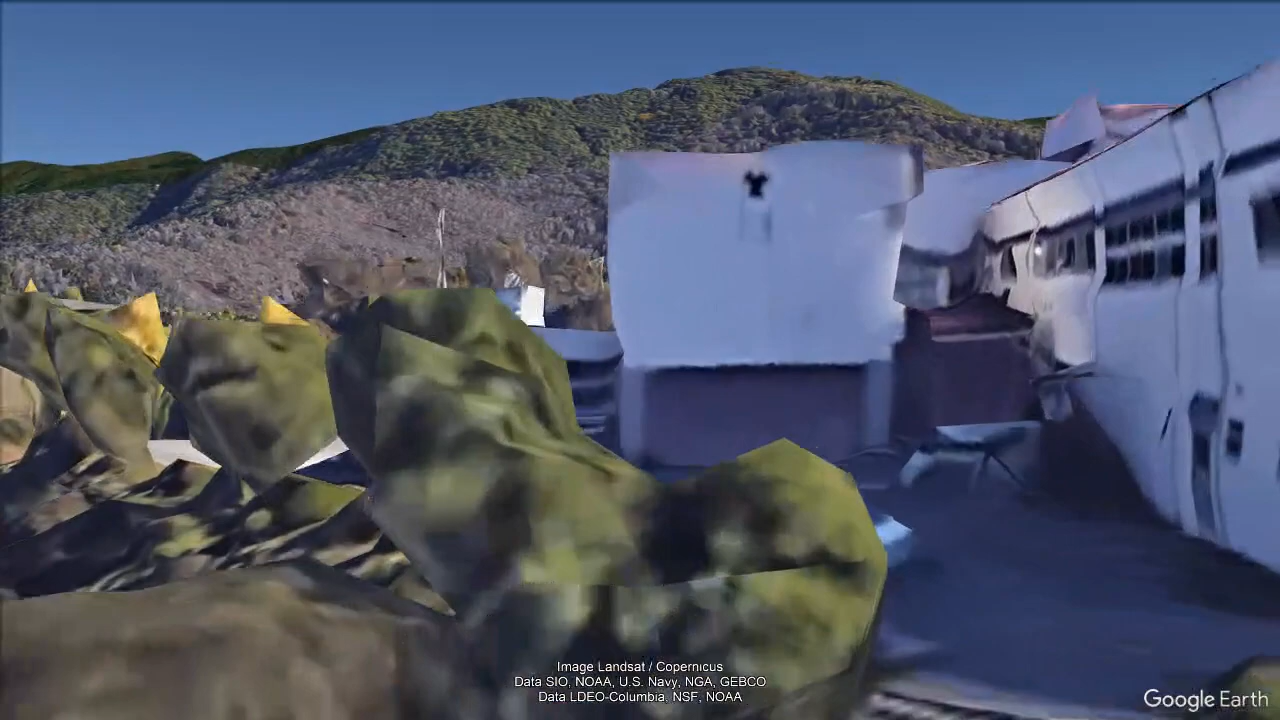 Image Landsat / Copernicus
Data SIO, NOAA, U.S. Navy, NGA, GEBCO
Data LDEO-Columbia, NSF, NOAA
Google Earth